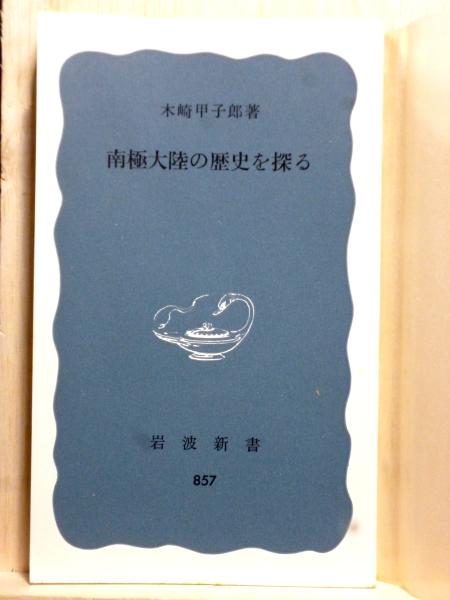 木崎甲子郎著
南極大陸の歴史を探る
岩波新書
857